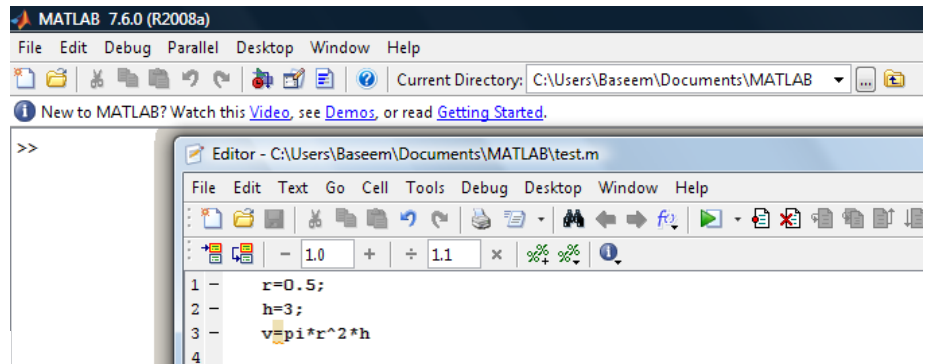 MATLAB 7.6.0 (R2008a)
File Edit Debug Parallel Desktop Window Help
Current Directory: C:\Users\Baseem\Documents\MATLAB ...
New to MATLAB? Watch this Video, see Demos, or read Getting Started.
>>
Editor - C:\Users\Baseem\Documents\MATLAB\test.m
File Edit Text Go Cell Tools Debug Desktop Window Help
- 1.0 + ÷ 1.1 ×
1 - r=0.5;
2 - h=3;
3 - v=pi*r^2*h
4